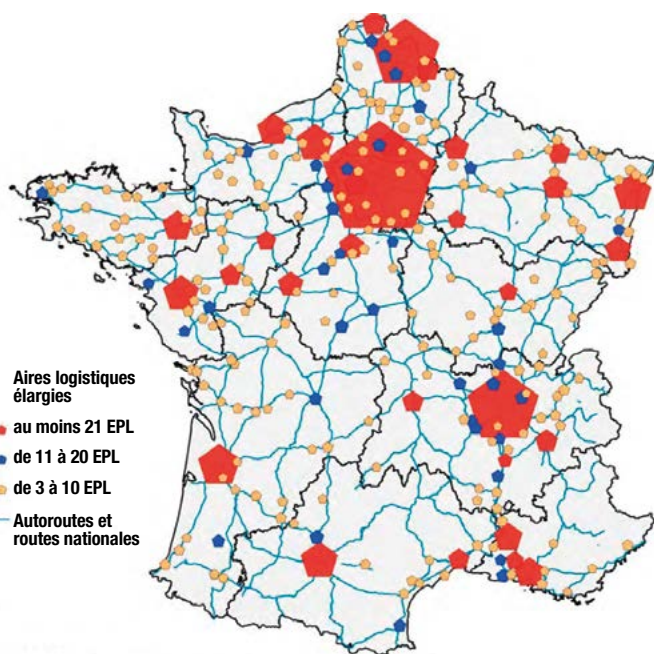 Aires logistiques
élargies
au moins 21 EPL
de 11 à 20 EPL
de 3 à 10 EPL
Autoroutes et
routes nationales